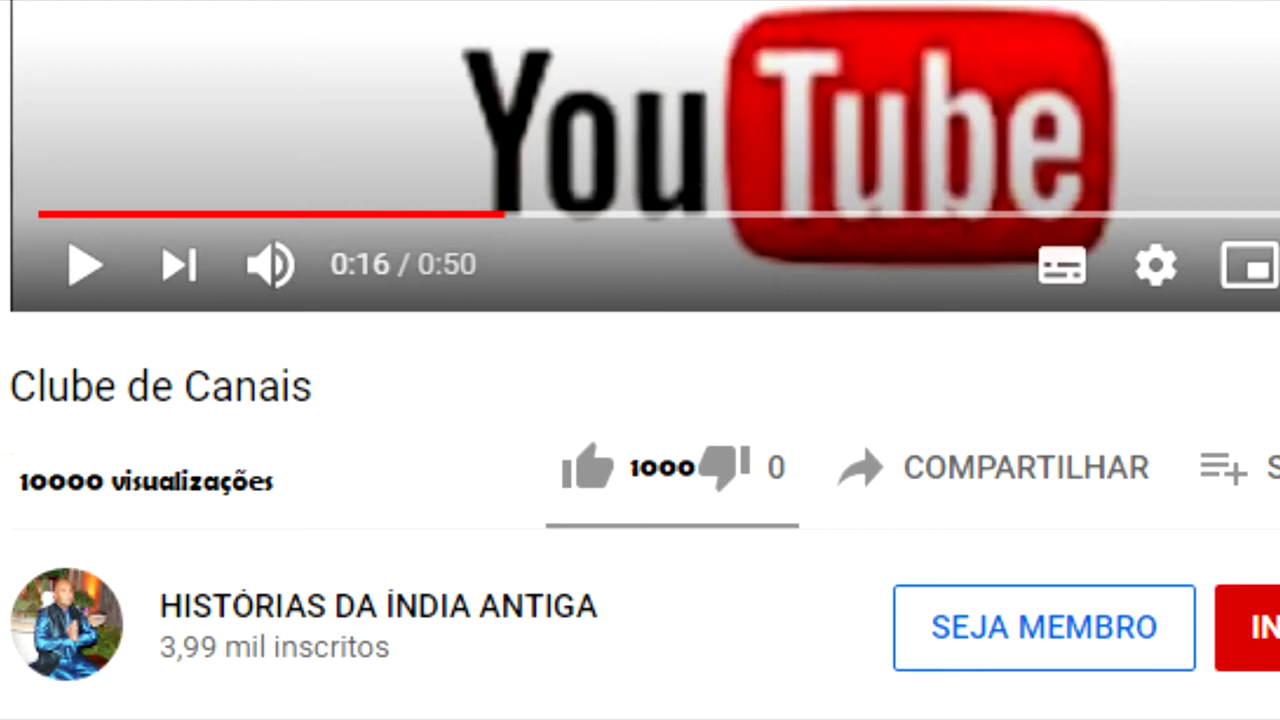 YouTube
0:16 / 0:50
Clube de Canais
10000 visualizações
1000
0
COMPARTILHAR
S
HISTÓRIAS DA ÍNDIA ANTIGA
3,99 mil inscritos
SEJA MEMBRO
IN